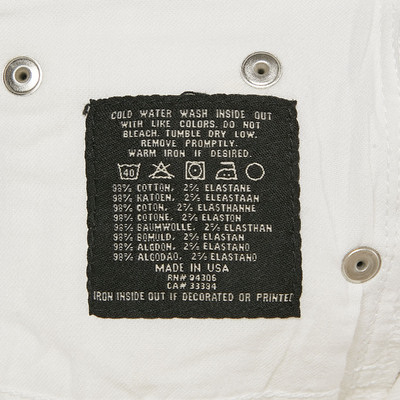 COLD WATER WASH INSIDE OUT
WITH LIKE COLORS. DO NOT
BLEACH. TUMBLE DRY LOW.
REMOVE PROMPTLY.
WARM IRON IF DESIRED.
40
98% COTTON, 2% ELASTANE
98% KATOEN, 2% ELEASTAAN
98% COTON, 2% ELASTHANNE
98% COTONE, 2% ELASTON
98% BAUMWOLLE, 2% ELASTHAN
98% BOMULD, 2% ELASTAN
98% ALGDON, 2% ELASTANO
98% ALGODAO, 2% ELASTANO
MADE IN USA
RN# 94306
CA# 33394
IRON INSIDE OUT IF DECORATED OR PRINTED